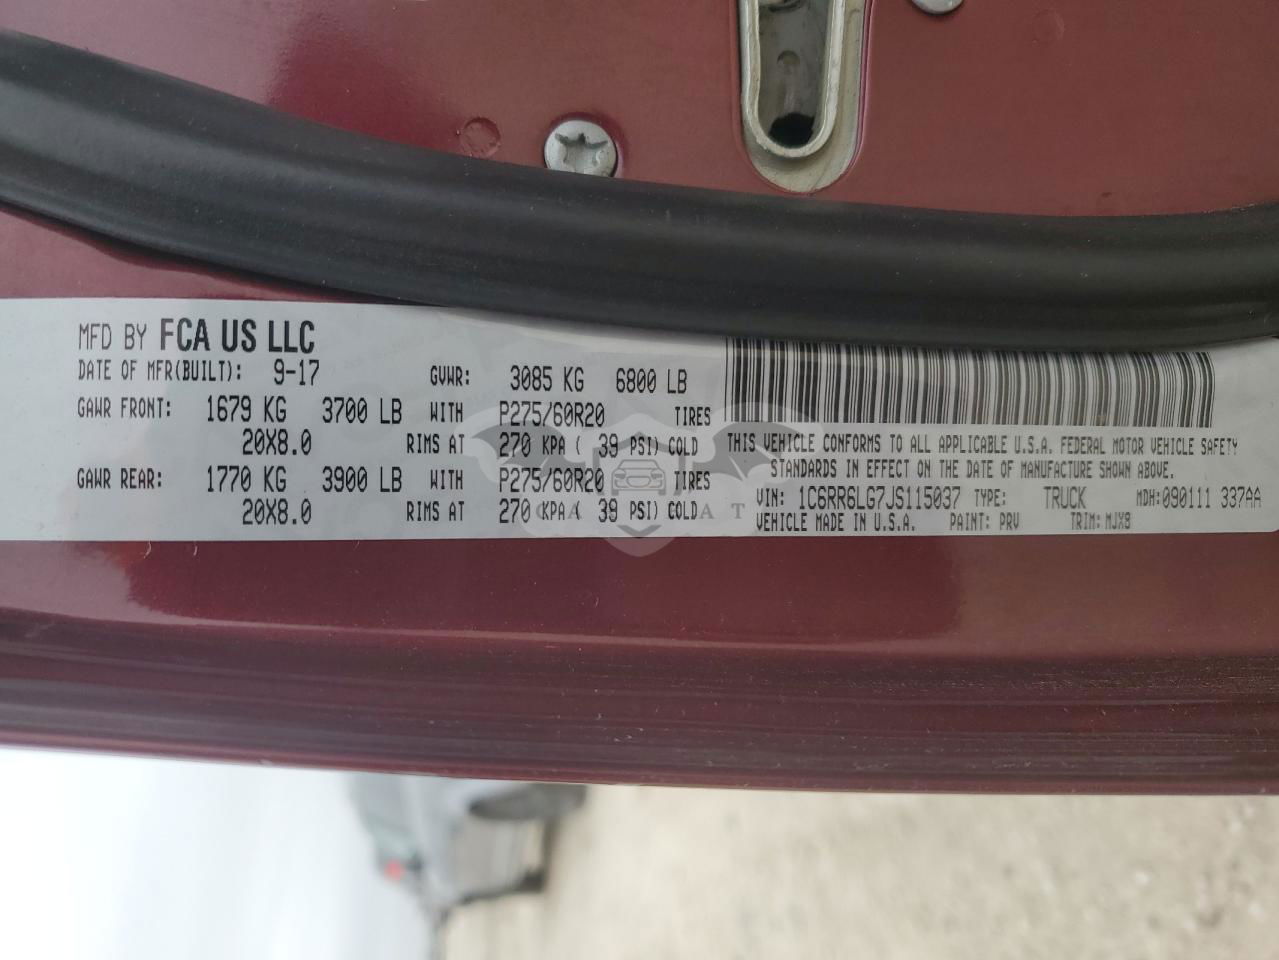 MFD BY FCA US LLC
DATE OF MFR(BUILT): 9-17 GVWR: 3085 KG 6800 LB
GAWR FRONT: 1679 KG 3700 LB WITH P275/60R20 TIRES
20X8.0 RIMS AT 270 KPA ( 39 PSI) COLD
GAWR REAR: 1770 KG 3900 LB WITH P275/60R20 TIRES
20X8.0 RIMS AT 270 KPA ( 39 PSI) COLD
THIS VEHICLE CONFORMS TO ALL APPLICABLE U.S.A. FEDERAL MOTOR VEHICLE SAFETY
STANDARDS IN EFFECT ON THE DATE OF MANUFACTURE SHOWN ABOVE.
VIN: 1C6RR6LG7JS115037 TYPE: TRUCK MDH:090111 337AA
VEHICLE MADE IN U.S.A. PAINT: PRV TRIM: MJX9